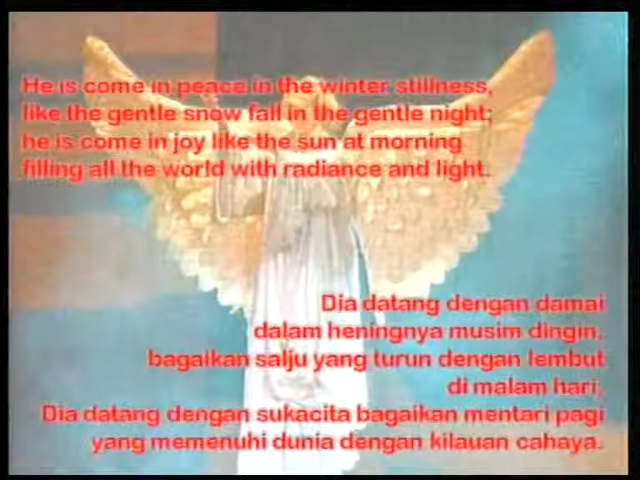 He is come in peace in the winter stillness,
like the gentle snow fall in the gentle night;
he is come in joy like the sun at morning
filling all the world with radiance and light.
Dia datang dengan damai
dalam heningnya musim dingin,
bagaikan salju yang turun dengan lembut
di malam hari;
Dia datang dengan sukacita bagaikan mentari pagi
yang memenuhi dunia dengan kilauan cahaya.